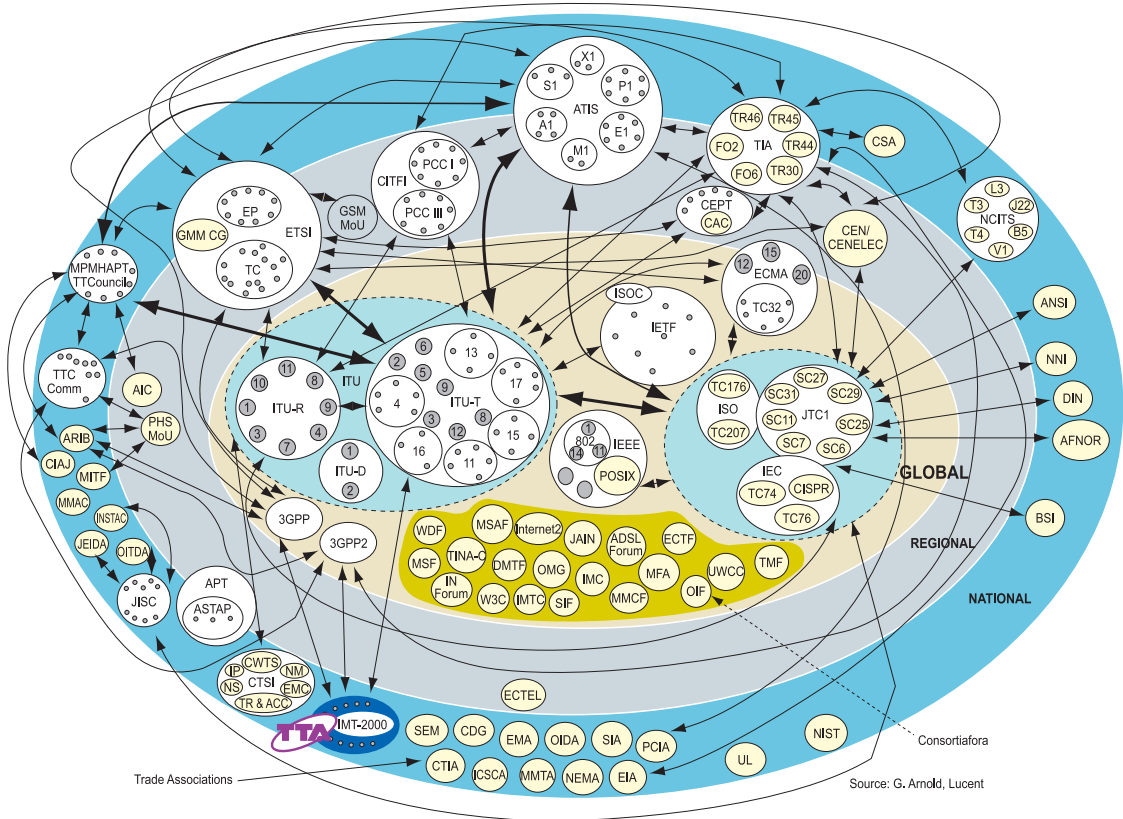 X1
S1
P1
ATIS
A1
E1
M1
TR46
TR45
FO2
TIA
TR44
FO6
TR30
CSA
PCC I
CITFI
PCC III
CEPT
CAC
CEN/
CENELEC
L3
T3
J22
NCITS
T4
B5
V1
EP
GMM CG
ETSI
TC
GSM
MoU
MPMHAPT
TTCouncil
ISOC
IETF
15
12
ECMA
20
TC32
ANSI
NNI
DIN
AFNOR
BSI
TTC
Comm
AIC
PHS
MoU
ARIB
CIAJ
MITF
MMAC
INSTAC
JEIDA
OITDA
JISC
11
10
8
ITU
1
ITU-R
9
3
7
4
1
ITU-D
2
6
2
13
5
9
17
4
ITU-T
3
8
12
15
16
11
TC176
ISO
TC207
SC27
SC31
SC29
JTC1
SC11
SC25
SC7
SC6
IEC
TC74
CISPR
TC76
1
802
14
11
IEEE
POSIX
GLOBAL
REGIONAL
NATIONAL
3GPP
3GPP2
WDF
MSAF
Internet2
JAIN
ADSL
Forum
ECTF
MSF
TINA-C
DMTF
OMG
IMC
MFA
UWCC
TMF
IN
Forum
W3C
IMTC
SIF
MMCF
OIF
APT
ASTAP
CWTS
IP
NM
CTSI
NS
EMC
TR & ACC
TTA
IMT-2000
ECTEL
SEM
CDG
EMA
OIDA
SIA
PCIA
CTIA
ICSCA
MMTA
NEMA
EIA
UL
NIST
Consortiafora
Trade Associations
Source: G. Arnold, Lucent